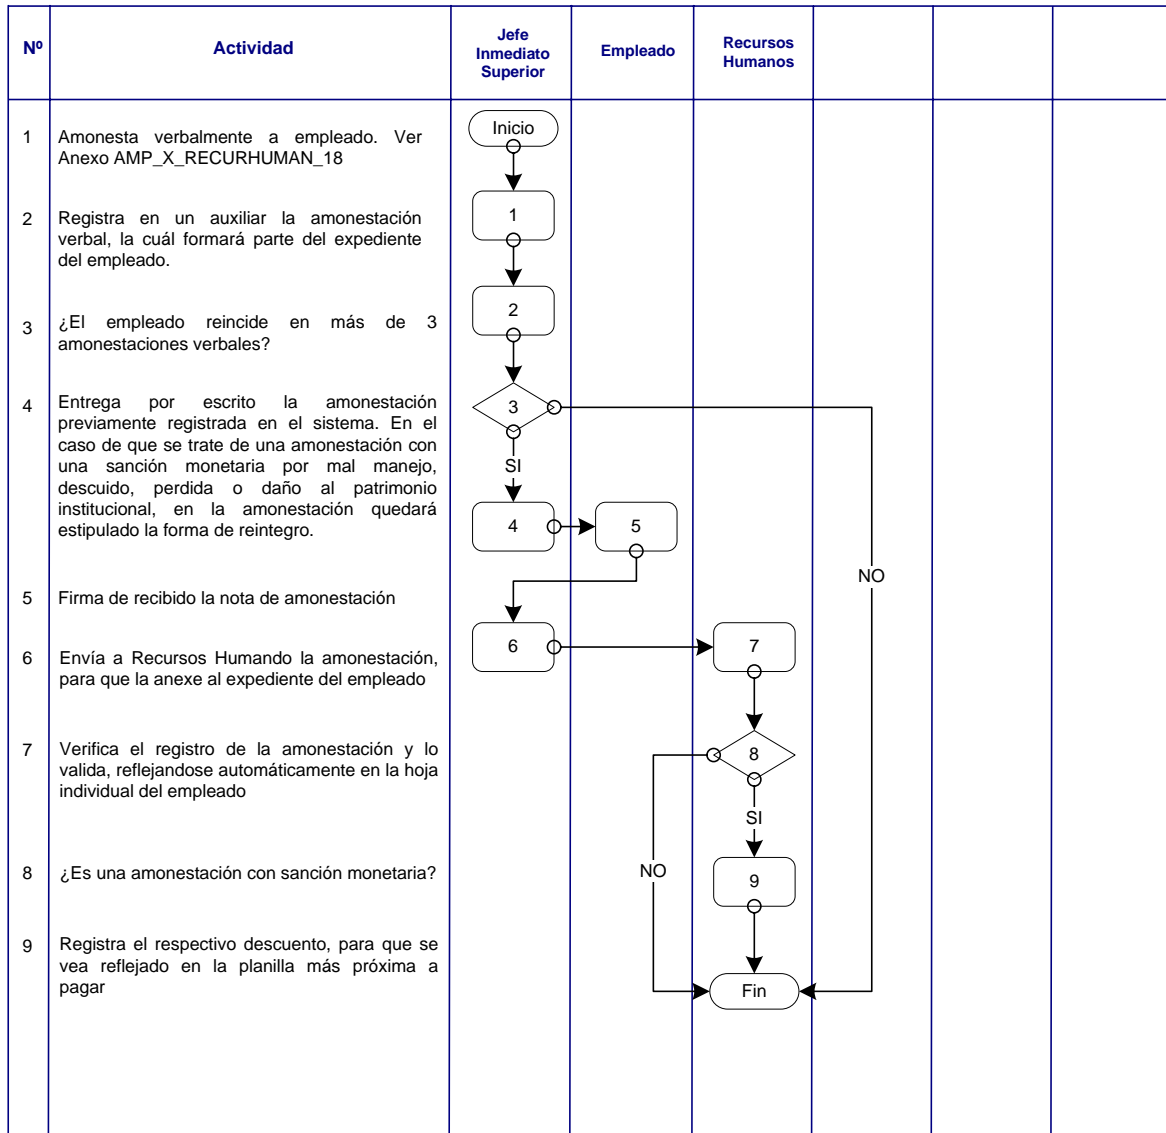 Nº
Actividad
Jefe
Inmediato
Superior
Empleado
Recursos
Humanos
1
Amonesta verbalmente a empleado. Ver
Anexo AMP_X_RECURHUMAN_18
2
Registra en un auxiliar la amonestación
verbal, la cuál formará parte del expediente
del empleado.
3
¿El empleado reincide en más de 3
amonestaciones verbales?
4
Entrega por escrito la amonestación
previamente registrada en el sistema. En el
caso de que se trate de una amonestación con
una sanción monetaria por mal manejo,
descuido, perdida o daño al patrimonio
institucional, en la amonestación quedará
estipulado la forma de reintegro.
5
Firma de recibido la nota de amonestación
6
Envía a Recursos Humando la amonestación,
para que la anexe al expediente del empleado
7
Verifica el registro de la amonestación y lo
valida, reflejandose automáticamente en la hoja
individual del empleado
8
¿Es una amonestación con sanción monetaria?
9
Registra el respectivo descuento, para que se
vea reflejado en la planilla más próxima a
pagar
Inicio
1
2
3
SI
4
5
NO
6
7
8
SI
NO
9
Fin